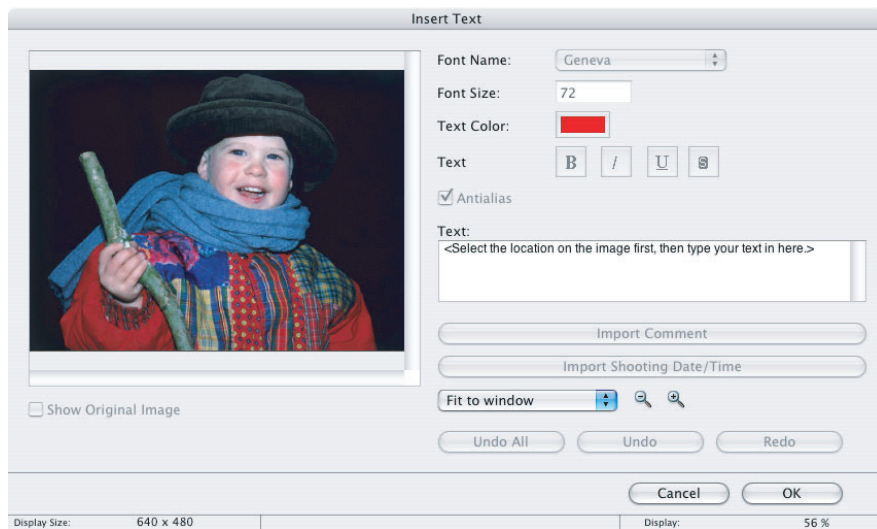 Insert Text
Font Name: Geneva
Font Size: 72
Text Color:
Text B I U S
Antialias
Text:
<Select the location on the image first, then type your text in here.>
Import Comment
Import Shooting Date/Time
Fit to window
Show Original Image
Undo All Undo Redo
Cancel OK
Display Size: 640 x 480 Display: 56 %